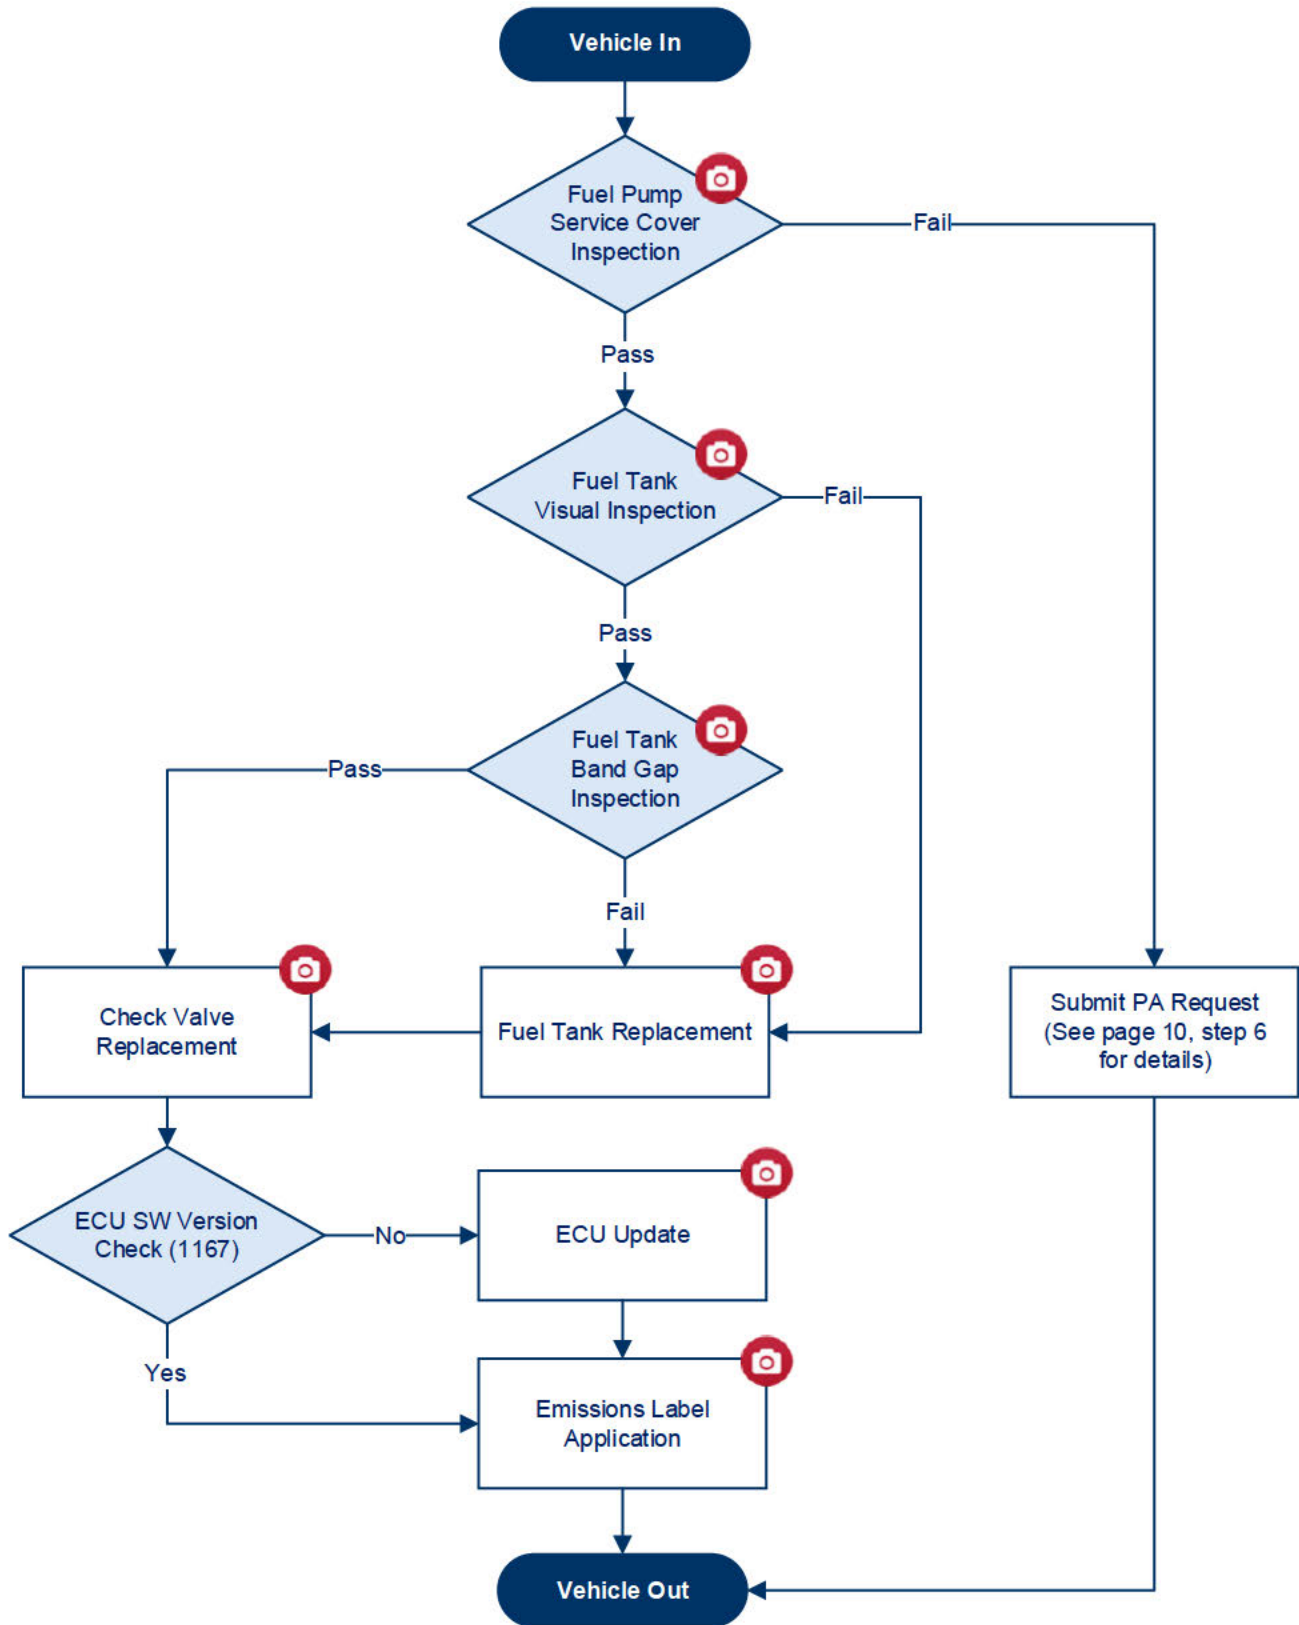 Vehicle In
Fuel Pump
Service Cover
Inspection
Fail
Pass
Fuel Tank
Visual Inspection
Fail
Pass
Fuel Tank
Band Gap
Inspection
Pass
Fail
Check Valve
Replacement
Fuel Tank Replacement
Submit PA Request
(See page 10, step 6
for details)
ECU SW Version
Check (1167)
No
ECU Update
Yes
Emissions Label
Application
Vehicle Out